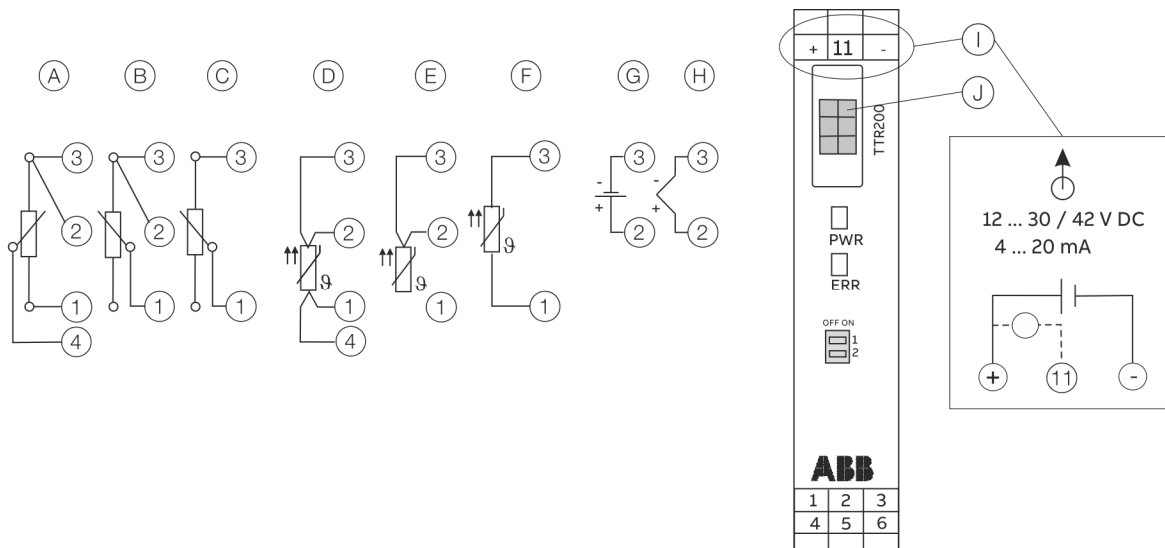 A B C D E F G H
3 3 3 3 3 3 3 3
- -
+ +
2 2 2 2 2 2
ϑ ϑ ϑ
1 1 1 1 1 1
4 4
+ 11 -
I
J
TTR200
PWR
ERR
OFF ON
1
2
ABB
1 2 3
4 5 6
12 ... 30 / 42 V DC
4 ... 20 mA
+ 11 -